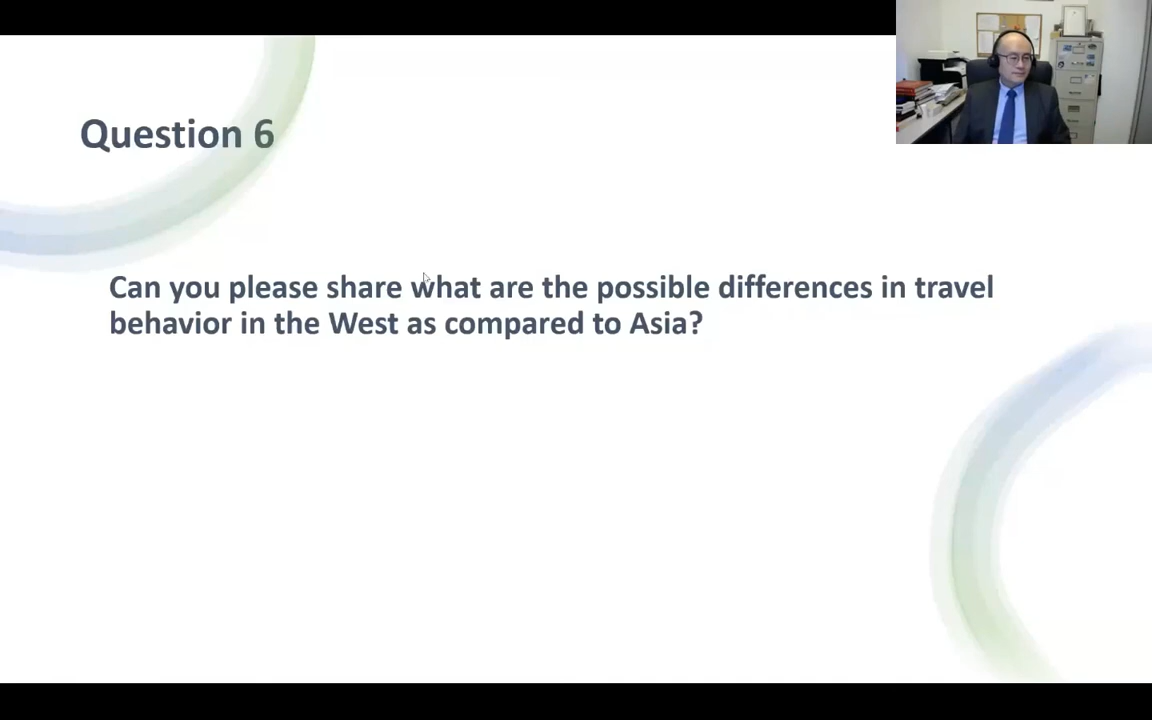 Question 6
Can you please share what are the possible differences in travel
behavior in the West as compared to Asia?